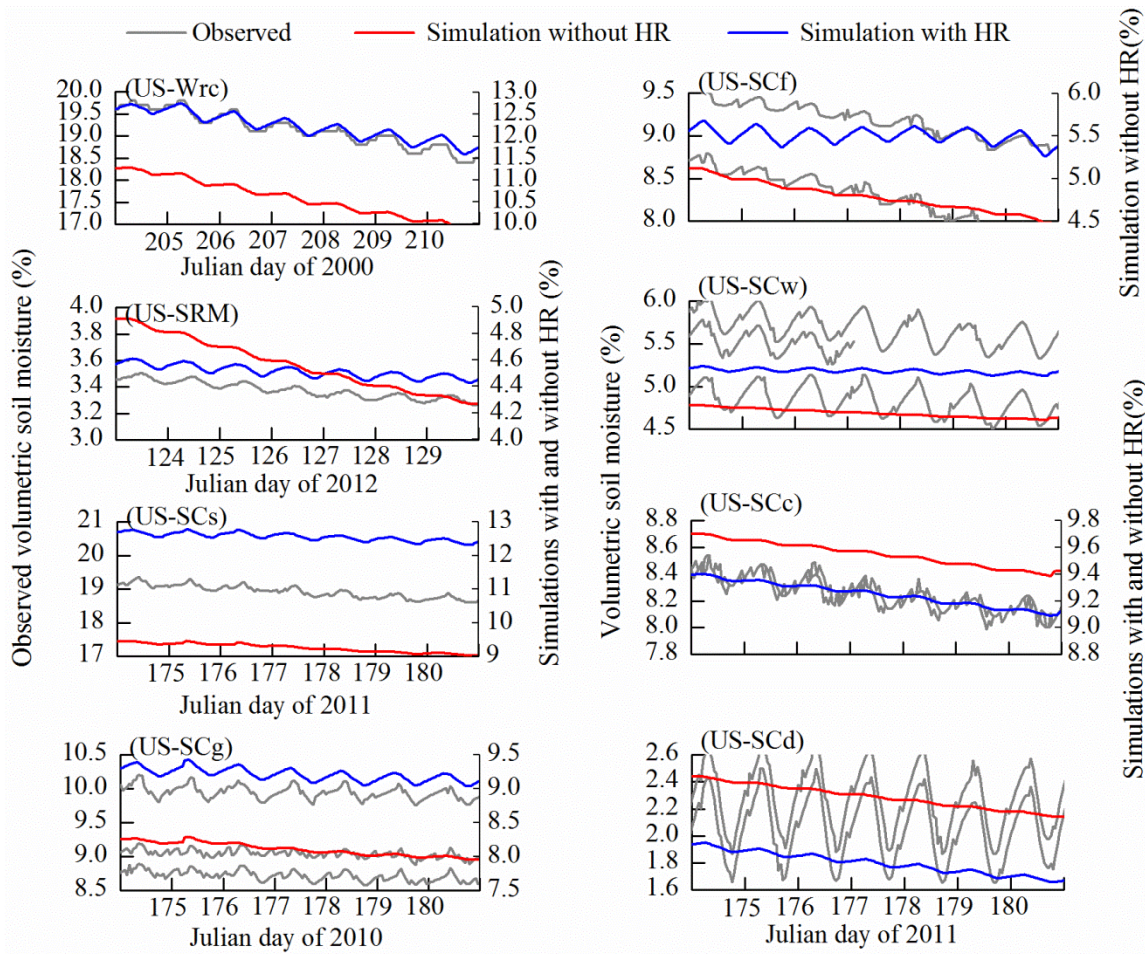 Observed
Simulation without HR
Simulation with HR
Observed volumetric soil moisture (%)
(US-Wrc)
20.0
19.5
19.0
18.5
18.0
17.5
17.0
13.0
12.5
12.0
11.5
11.0
10.5
10.0
205 206 207 208 209 210
Julian day of 2000
(US-SRM)
4.0
3.8
3.6
3.4
3.2
3.0
5.0
4.8
4.6
4.4
4.2
4.0
124 125 126 127 128 129
Julian day of 2012
(US-SCs)
21
20
19
18
17
13
12
11
10
9
175 176 177 178 179 180
Julian day of 2011
(US-SCg)
10.5
10.0
9.5
9.0
8.5
9.5
9.0
8.5
8.0
7.5
175 176 177 178 179 180
Julian day of 2010
Simulations with and without HR (%)
Volumetric soil moisture (%)
(US-SCf)
9.5
9.0
8.5
8.0
6.0
5.5
5.0
4.5
Simulation without HR(%)
(US-SCw)
6.0
5.5
5.0
4.5
(US-SCc)
8.8
8.6
8.4
8.2
8.0
7.8
9.8
9.6
9.4
9.2
9.0
8.8
Simulations with and without HR(%)
(US-SCd)
2.6
2.4
2.2
2.0
1.8
1.6
175 176 177 178 179 180
Julian day of 2011